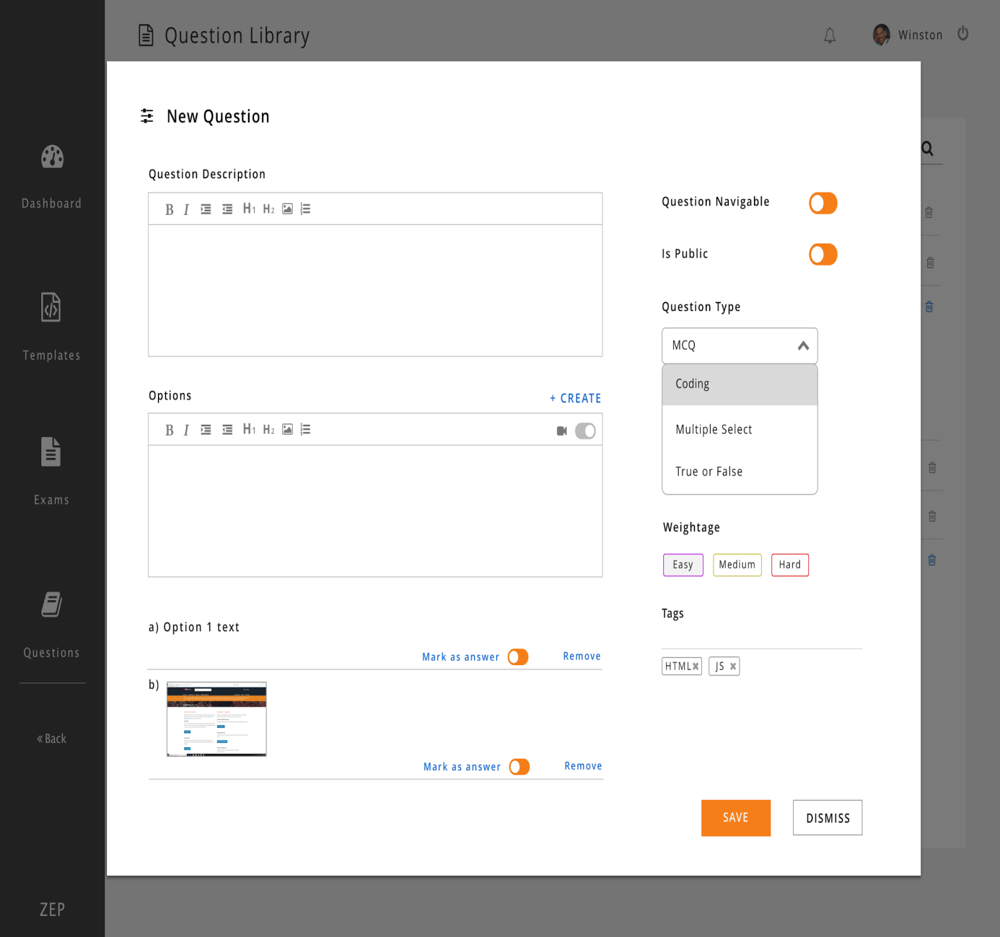 Question Library
Winston
New Question
Question Description
B I H1 H2
Question Navigable
Is Public
Question Type
MCQ
Coding
Multiple Select
True or False
Options
+ CREATE
B I H1 H2
Weightage
Easy Medium Hard
Tags
HTML× JS ×
a) Option 1 text
Mark as answer Remove
b)
Mark as answer Remove
SAVE DISMISS
Dashboard
Templates
Exams
Questions
« Back
ZEP